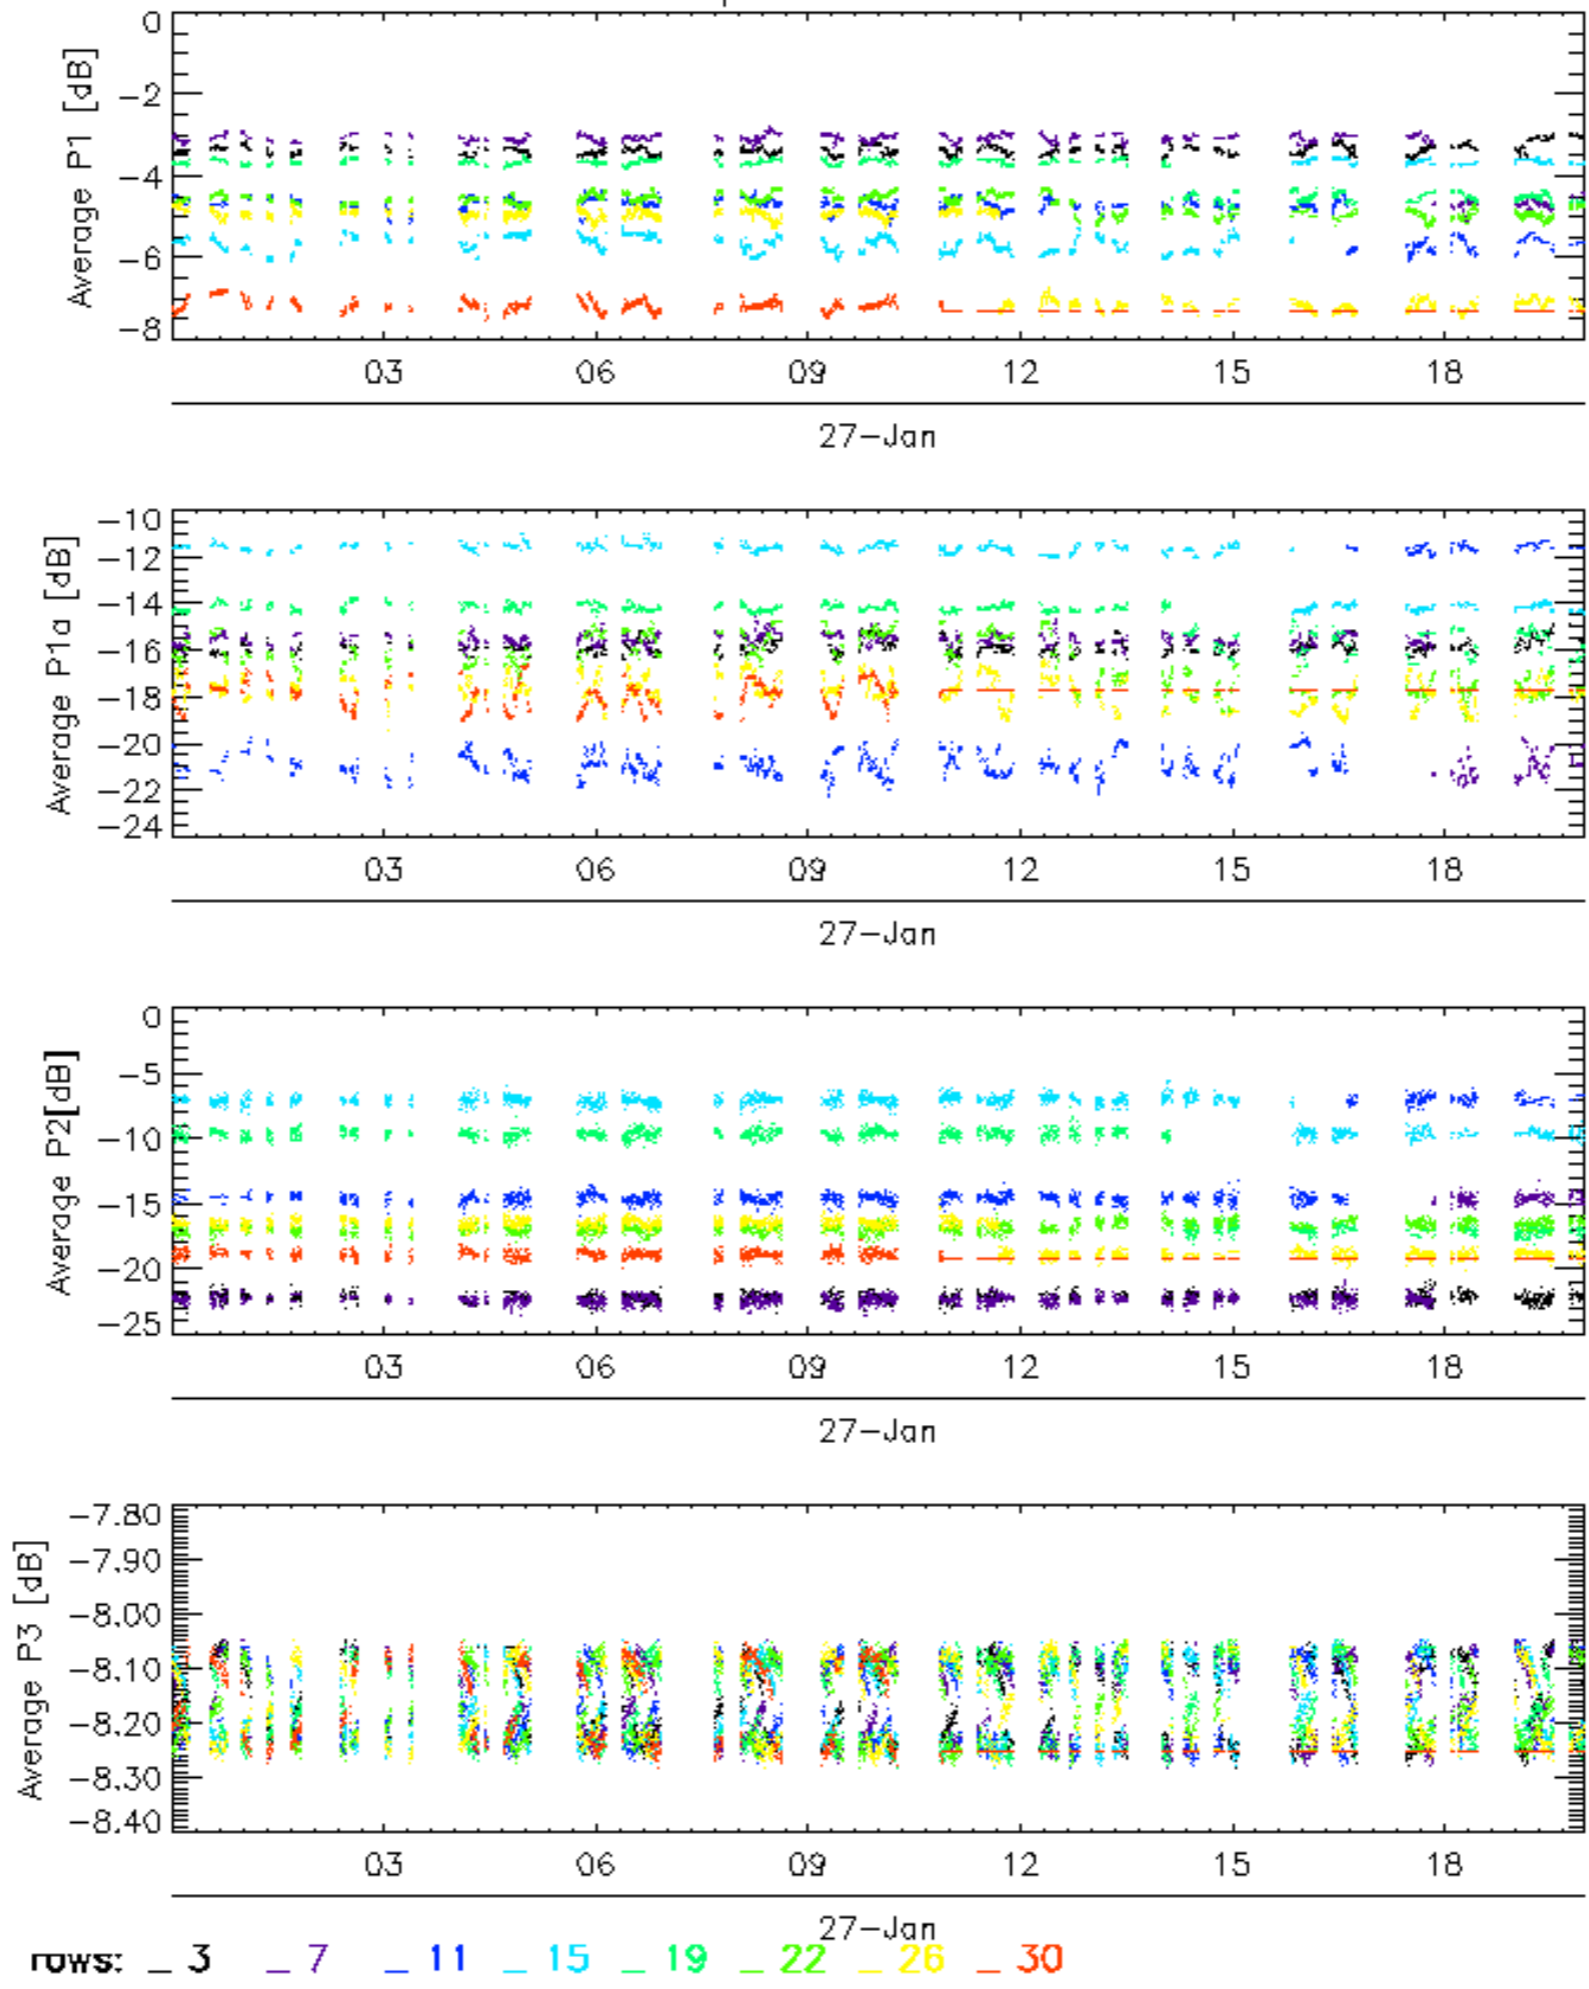 Average P1 [dB]
0
-2
-4
-6
-8
03 06 09 12 15 18
27-Jan
Average P1a [dB]
-10
-12
-14
-16
-18
-20
-22
-24
03 06 09 12 15 18
27-Jan
Average P2[dB]
0
-5
-10
-15
-20
-25
03 06 09 12 15 18
27-Jan
Average P3 [dB]
-7.80
-7.90
-8.00
-8.10
-8.20
-8.30
-8.40
03 06 09 12 15 18
27-Jan
rows: _ 3 _ 7 _ 11 _ 15 _ 19 _ 22 _ 26 _ 30